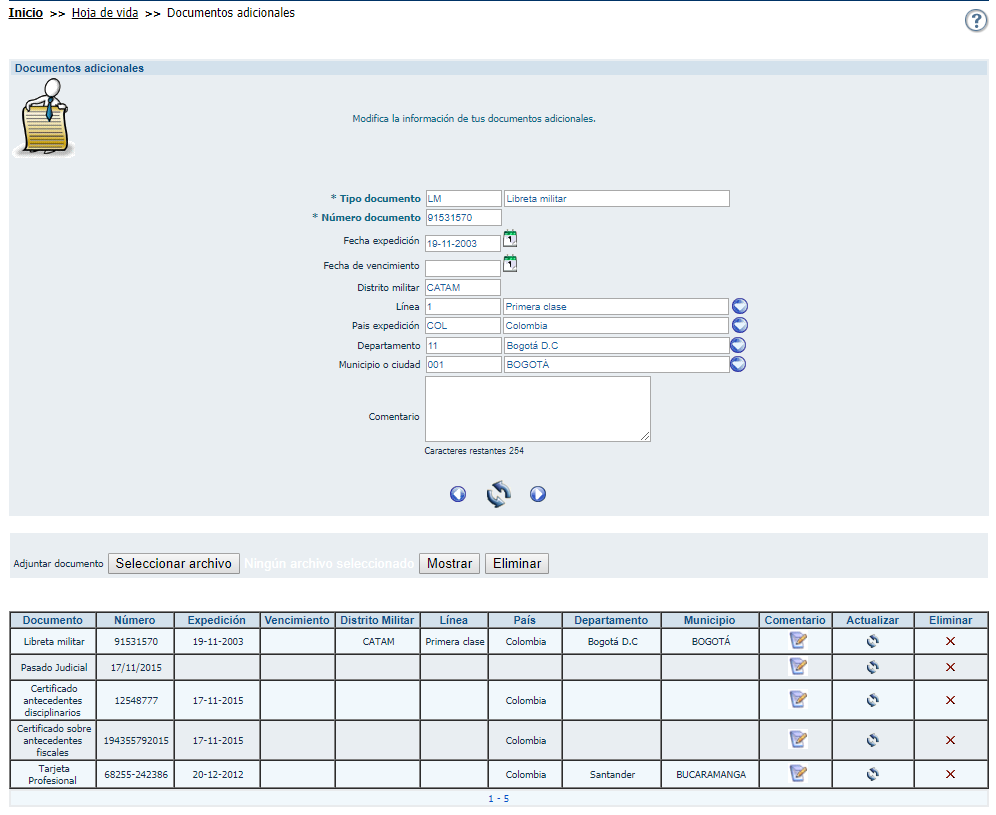 Inicio >> Hoja de vida >> Documentos adicionales
?
Documentos adicionales
Modifica la información de tus documentos adicionales.
* Tipo documento LM Libreta militar
* Número documento 91531570
Fecha expedición 19-11-2003 1
Fecha de vencimiento 1
Distrito militar CATAM
Línea 1 Primera clase
Pais expedición COL Colombia
Departamento 11 Bogotá D.C
Municipio o ciudad 001 BOGOTÁ
Comentario
Caracteres restantes 254
Adjuntar documento Seleccionar archivo Ningún archivo seleccionado Mostrar Eliminar
Documento Número Expedición Vencimiento Distrito Militar Línea País Departamento Municipio Comentario Actualizar Eliminar
Libreta militar 91531570 19-11-2003 CATAM Primera clase Colombia Bogotá D.C BOGOTÁ
Pasado Judicial 17/11/2015
Certificado
antecedentes
disciplinarios
12548777 17-11-2015 Colombia
Certificado sobre
antecedentes
fiscales
194355792015 17-11-2015 Colombia
Tarjeta
Profesional
68255-242386 20-12-2012 Colombia Santander BUCARAMANGA
1 - 5